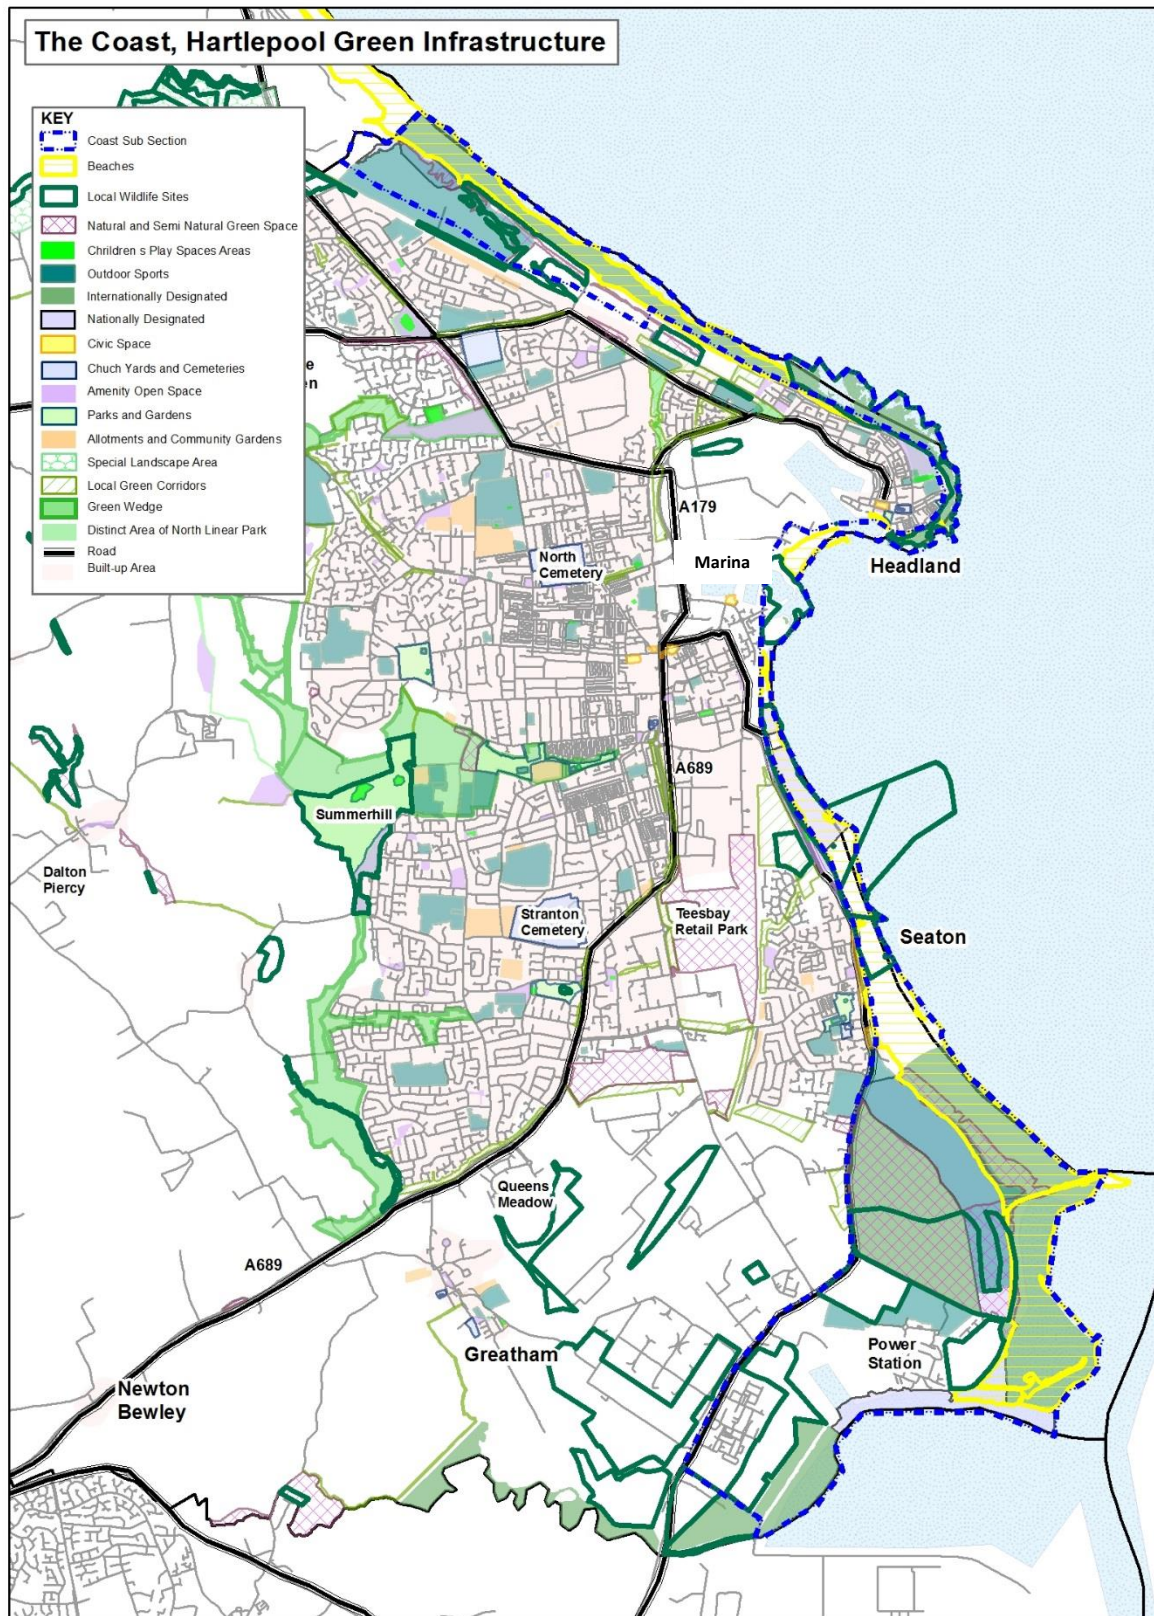 The Coast, Hartlepool Green Infrastructure
KEY
Coast Sub Section
Beaches
Local Wildlife Sites
Natural and Semi Natural Green Space
Chrildren s Play Spaces Areas
Outdoor Sports
Internationally Designated
Nationally Designated
Civic Space
Chuch Yards and Cemeteries
Amenity Open Space
Parks and Gardens
Allotments and Community Gardens
Special Landscape Area
Local Green Corridors
Green Wedge
Distinct Area of North Linear Park
Road
Built-up Area
A179
North
Cemetery
Marina
Headland
A689
Summerhill
Dalton
Piercy
Stranton
Cemetery
Teesbay
Retail Park
Seaton
Queens
Meadow
A689
Greatham
Power
Station
Newton
Bewley